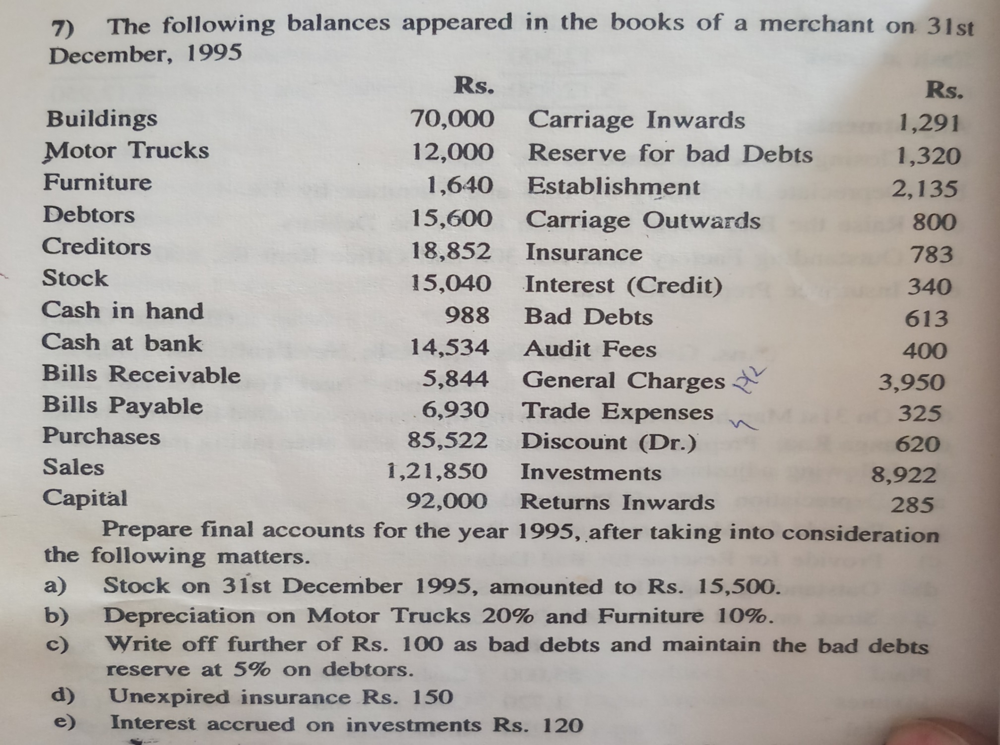 7) The following balances appeared in the books of a merchant on 31st
December, 1995
Rs. Rs.
Buildings 70,000 Carriage Inwards 1,291
Motor Trucks 12,000 Reserve for bad Debts 1,320
Furniture 1,640 Establishment 2,135
Debtors 15,600 Carriage Outwards 800
Creditors 18,852 Insurance 783
Stock 15,040 Interest (Credit) 340
Cash in hand 988 Bad Debts 613
Cash at bank 14,534 Audit Fees 400
Bills Receivable 5,844 General Charges 3,950
Bills Payable 6,930 Trade Expenses 325
Purchases 85,522 Discount (Dr.) 620
Sales 1,21,850 Investments 8,922
Capital 92,000 Returns Inwards 285
Prepare final accounts for the year 1995, after taking into consideration
the following matters.
a) Stock on 31st December 1995, amounted to Rs. 15,500.
b) Depreciation on Motor Trucks 20% and Furniture 10%.
c) Write off further of Rs. 100 as bad debts and maintain the bad debts
reserve at 5% on debtors.
d) Unexpired insurance Rs. 150
e) Interest accrued on investments Rs. 120